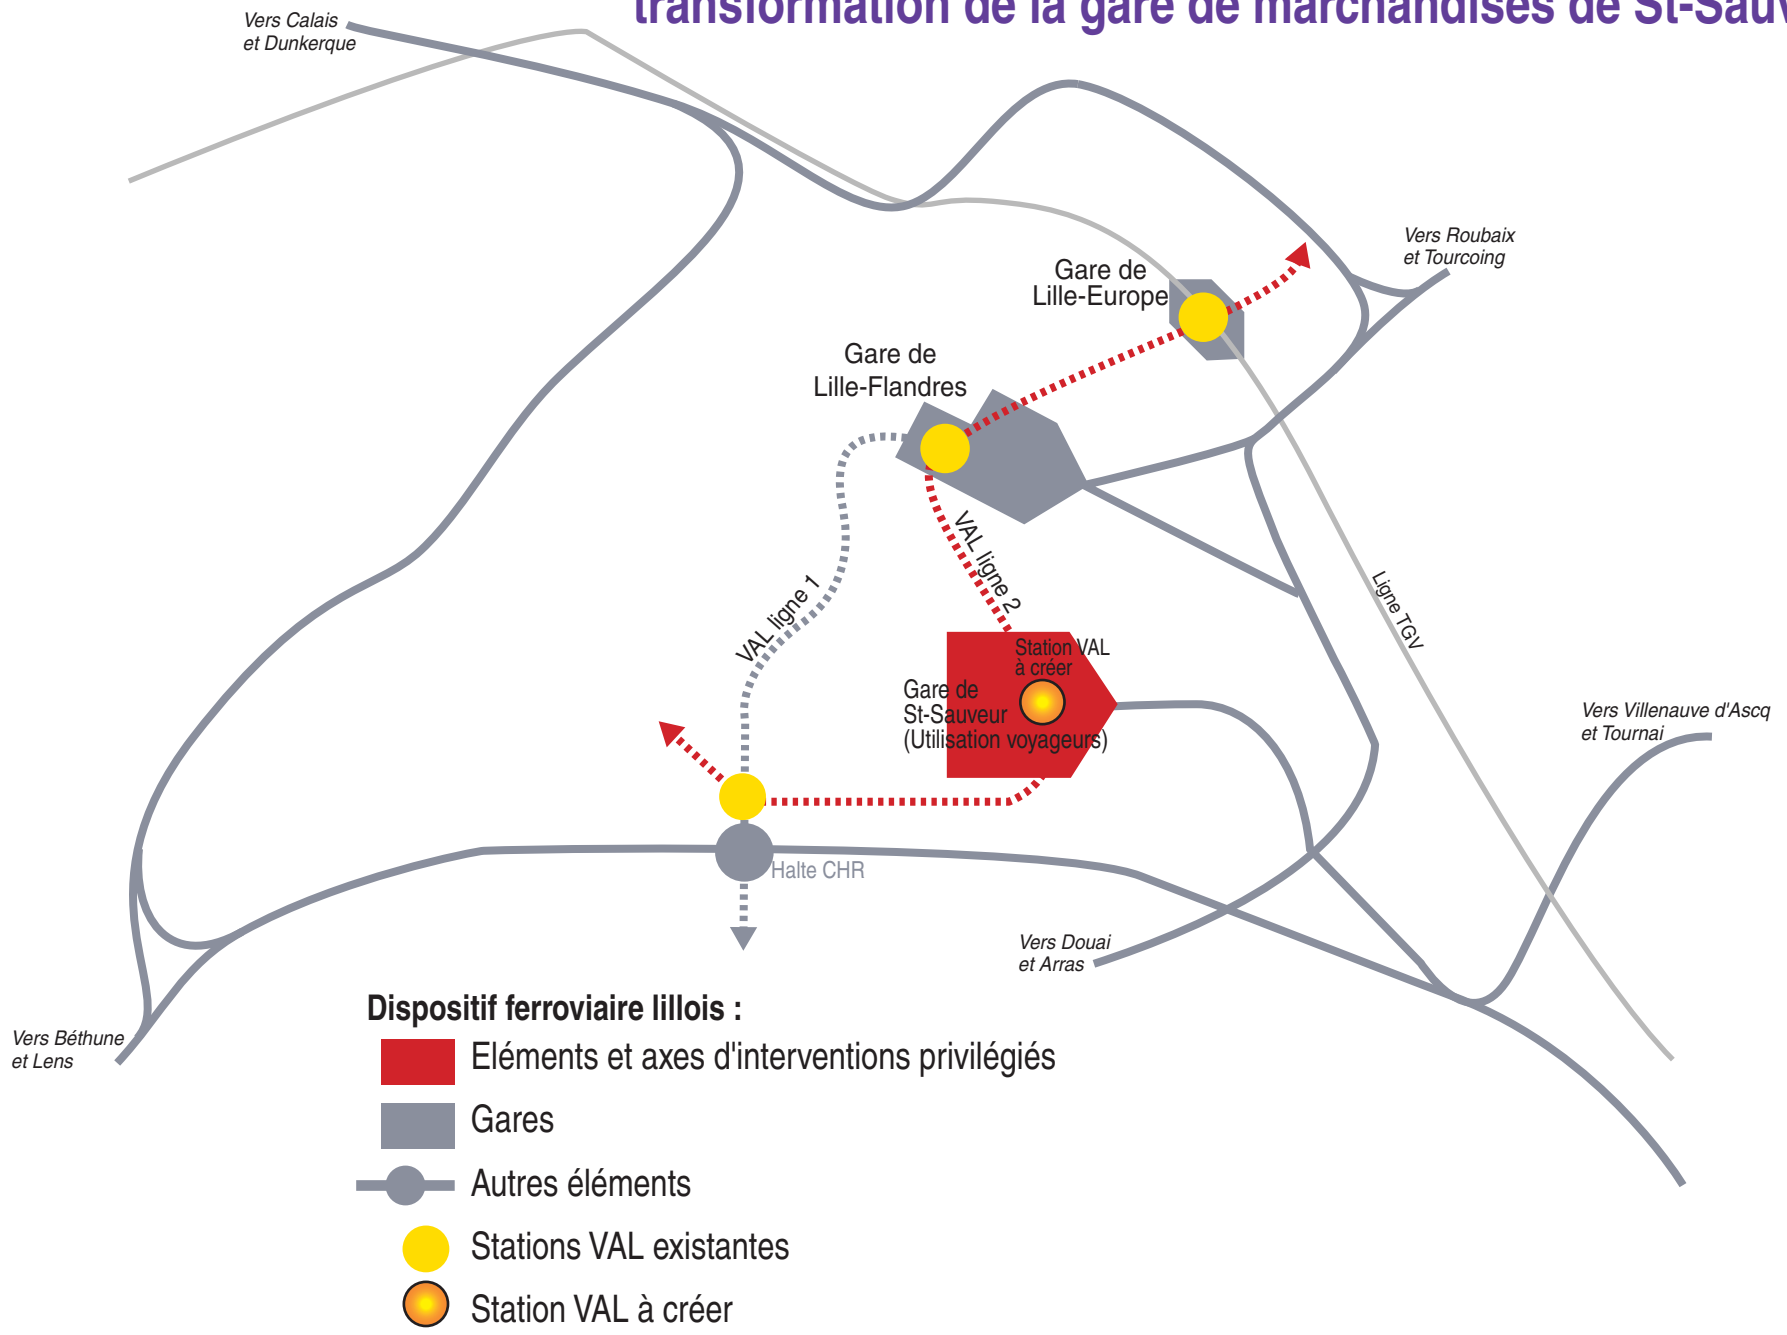 transformation de la gare de marchandises de St-Sauv
Vers Calais
et Dunkerque
Vers Roubaix
et Tourcoing
Gare de
Lille-Europe
Gare de
Lille-Flandres
VAL ligne 2
VAL ligne 1
Ligne TGV
Station VAL
à créer
Gare de
St-Sauveur
(Utilisation voyageurs)
Vers Villenauve d'Ascq
et Tournai
Halte CHR
Vers Douai
et Arras
Vers Béthune
et Lens
Dispositif ferroviaire lillois :
Eléments et axes d'interventions privilégiés
Gares
Autres éléments
Stations VAL existantes
Station VAL à créer